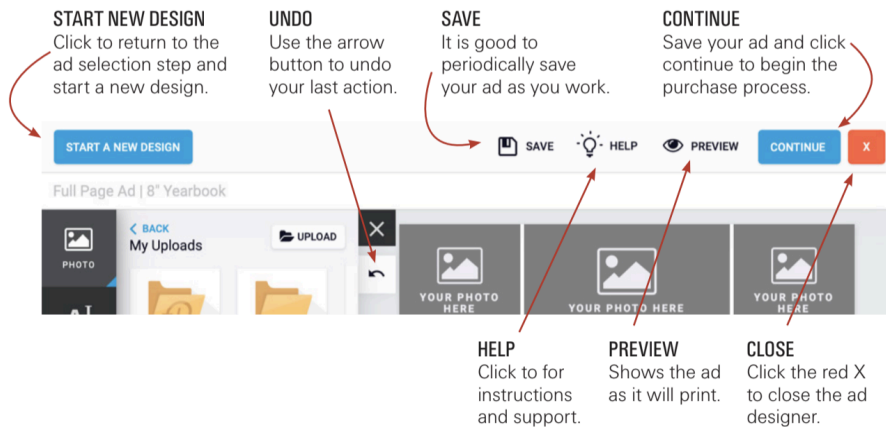 START NEW DESIGN
Click to return to the
ad selection step and
start a new design.
UNDO
Use the arrow
button to undo
your last action.
SAVE
It is good to
periodically save
your ad as you work.
CONTINUE
Save your ad and click
continue to begin the
purchase process.
START A NEW DESIGN
SAVE
HELP
PREVIEW
CONTINUE
X
Full Page Ad | 8" Yearbook
PHOTO
BACK
My Uploads
UPLOAD
YOUR PHOTO
HERE
YOUR PHOTO HERE
YOUR PHOTO
HERE
HELP
Click to for
instructions
and support.
PREVIEW
Shows the ad
as it will print.
CLOSE
Click the red X
to close the ad
designer.